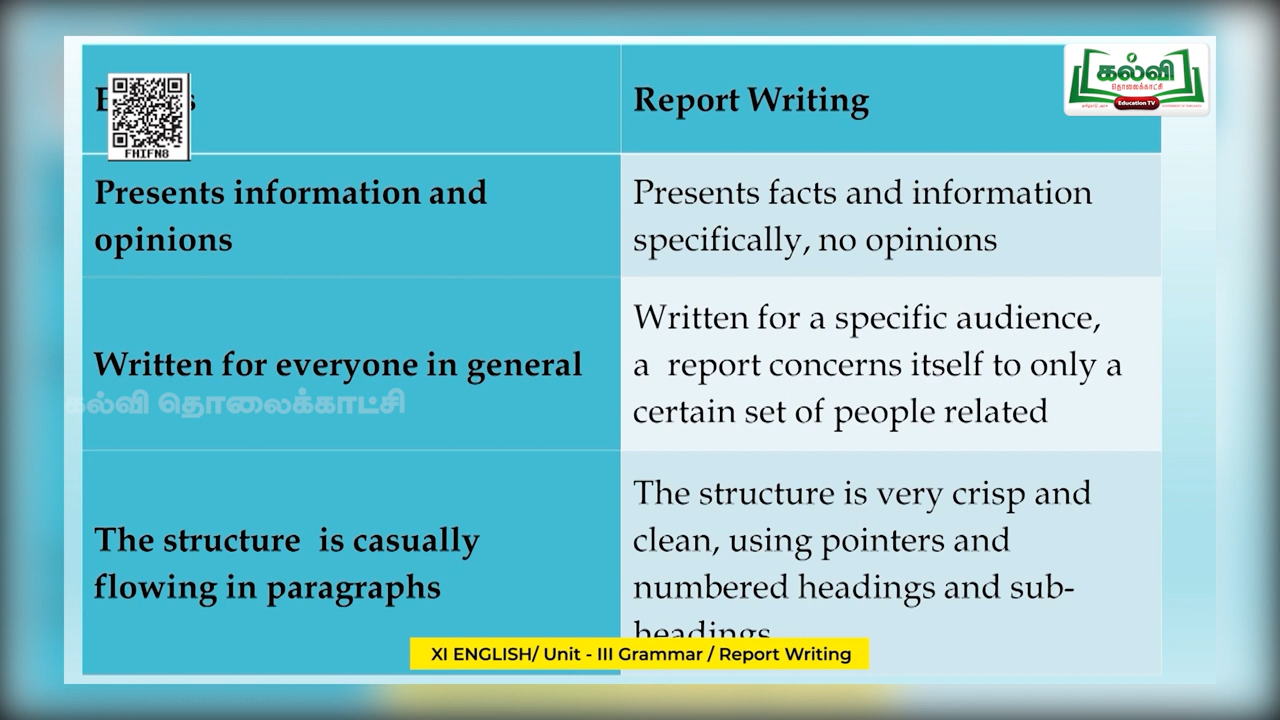 Report Writing
FHIFN8
கல்வி
தொலைக்காட்சி
Education TV
Presents information and
opinions
Presents facts and information
specifically, no opinions
Written for everyone in general
Written for a specific audience,
a report concerns itself to only a
certain set of people related
கல்வி தொலைக்காட்சி
The structure is casually
flowing in paragraphs
The structure is very crisp and
clean, using pointers and
numbered headings and sub-
headings
XI ENGLISH/ Unit - III Grammar / Report Writing